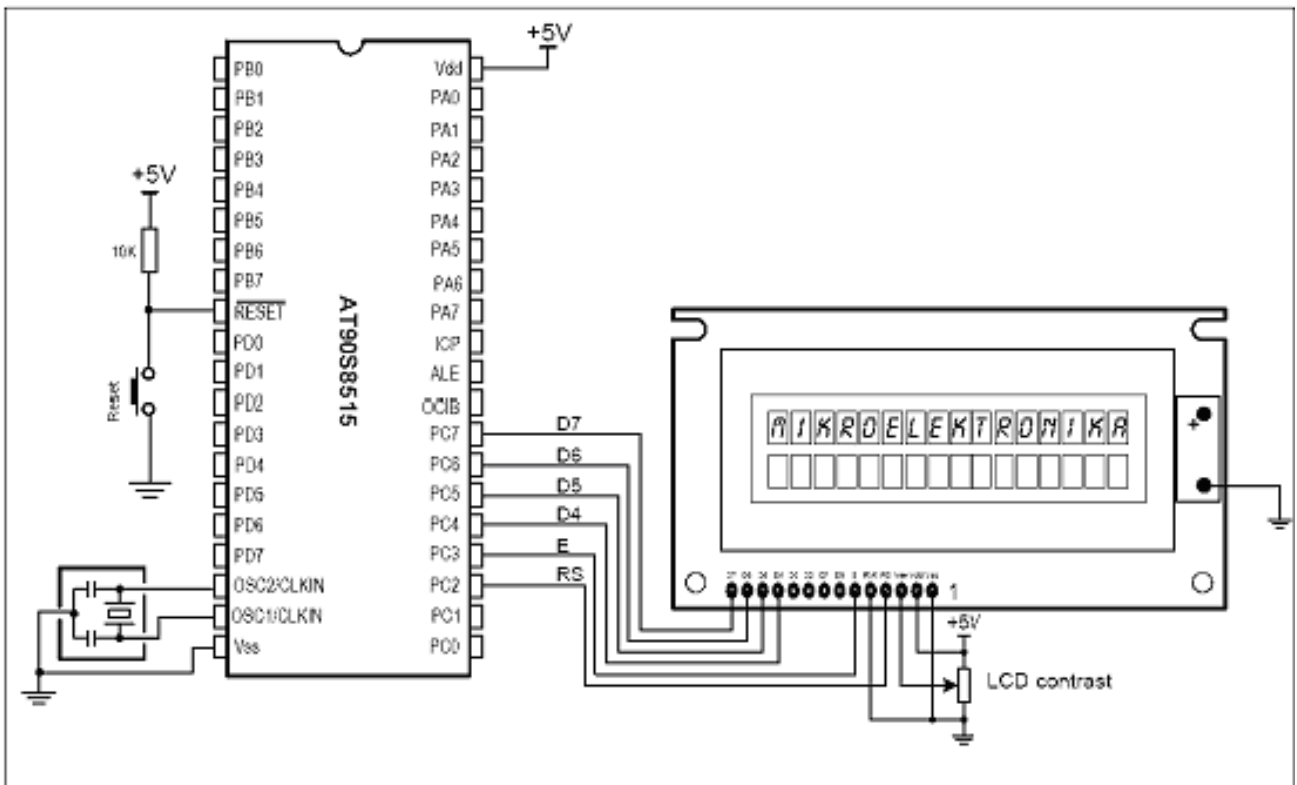 +5V
PB0
PB1
PB2
PB3
PB4
PB5
PB6
PB7
RESET
PD0
PD1
PD2
PD3
PD4
PD5
PD6
PD7
OSC2/CLKIN
OSC1/CLKIN
Vss
AT90S8515
Vdd
PA0
PA1
PA2
PA3
PA4
PA5
PA6
PA7
ICP
ALE
OCIB
PC7
PC6
PC5
PC4
PC3
PC2
PC1
PC0
+5V
10K
Reset
D7
D6
D5
D4
E
RS
MIKROELEKTRONIKA
+
1
+5V
LCD contrast